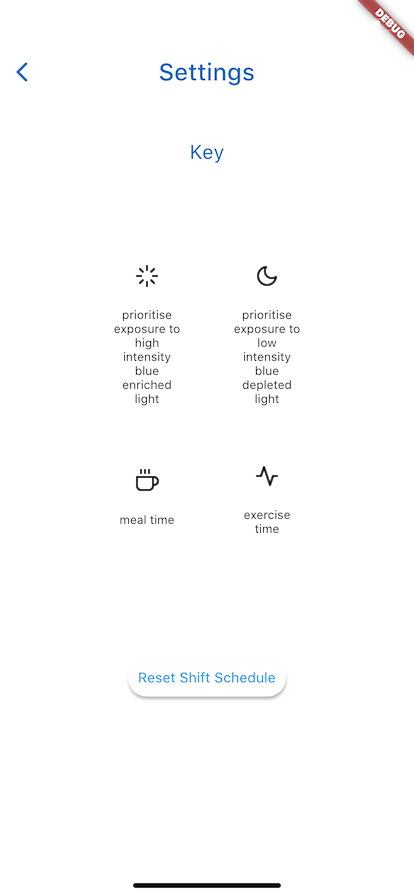 DEBUG
Settings
Key
prioritise
exposure to
high
intensity
blue
enriched
light
prioritise
exposure to
low
intensity
blue
depleted
light
meal time
exercise
time
Reset Shift Schedule